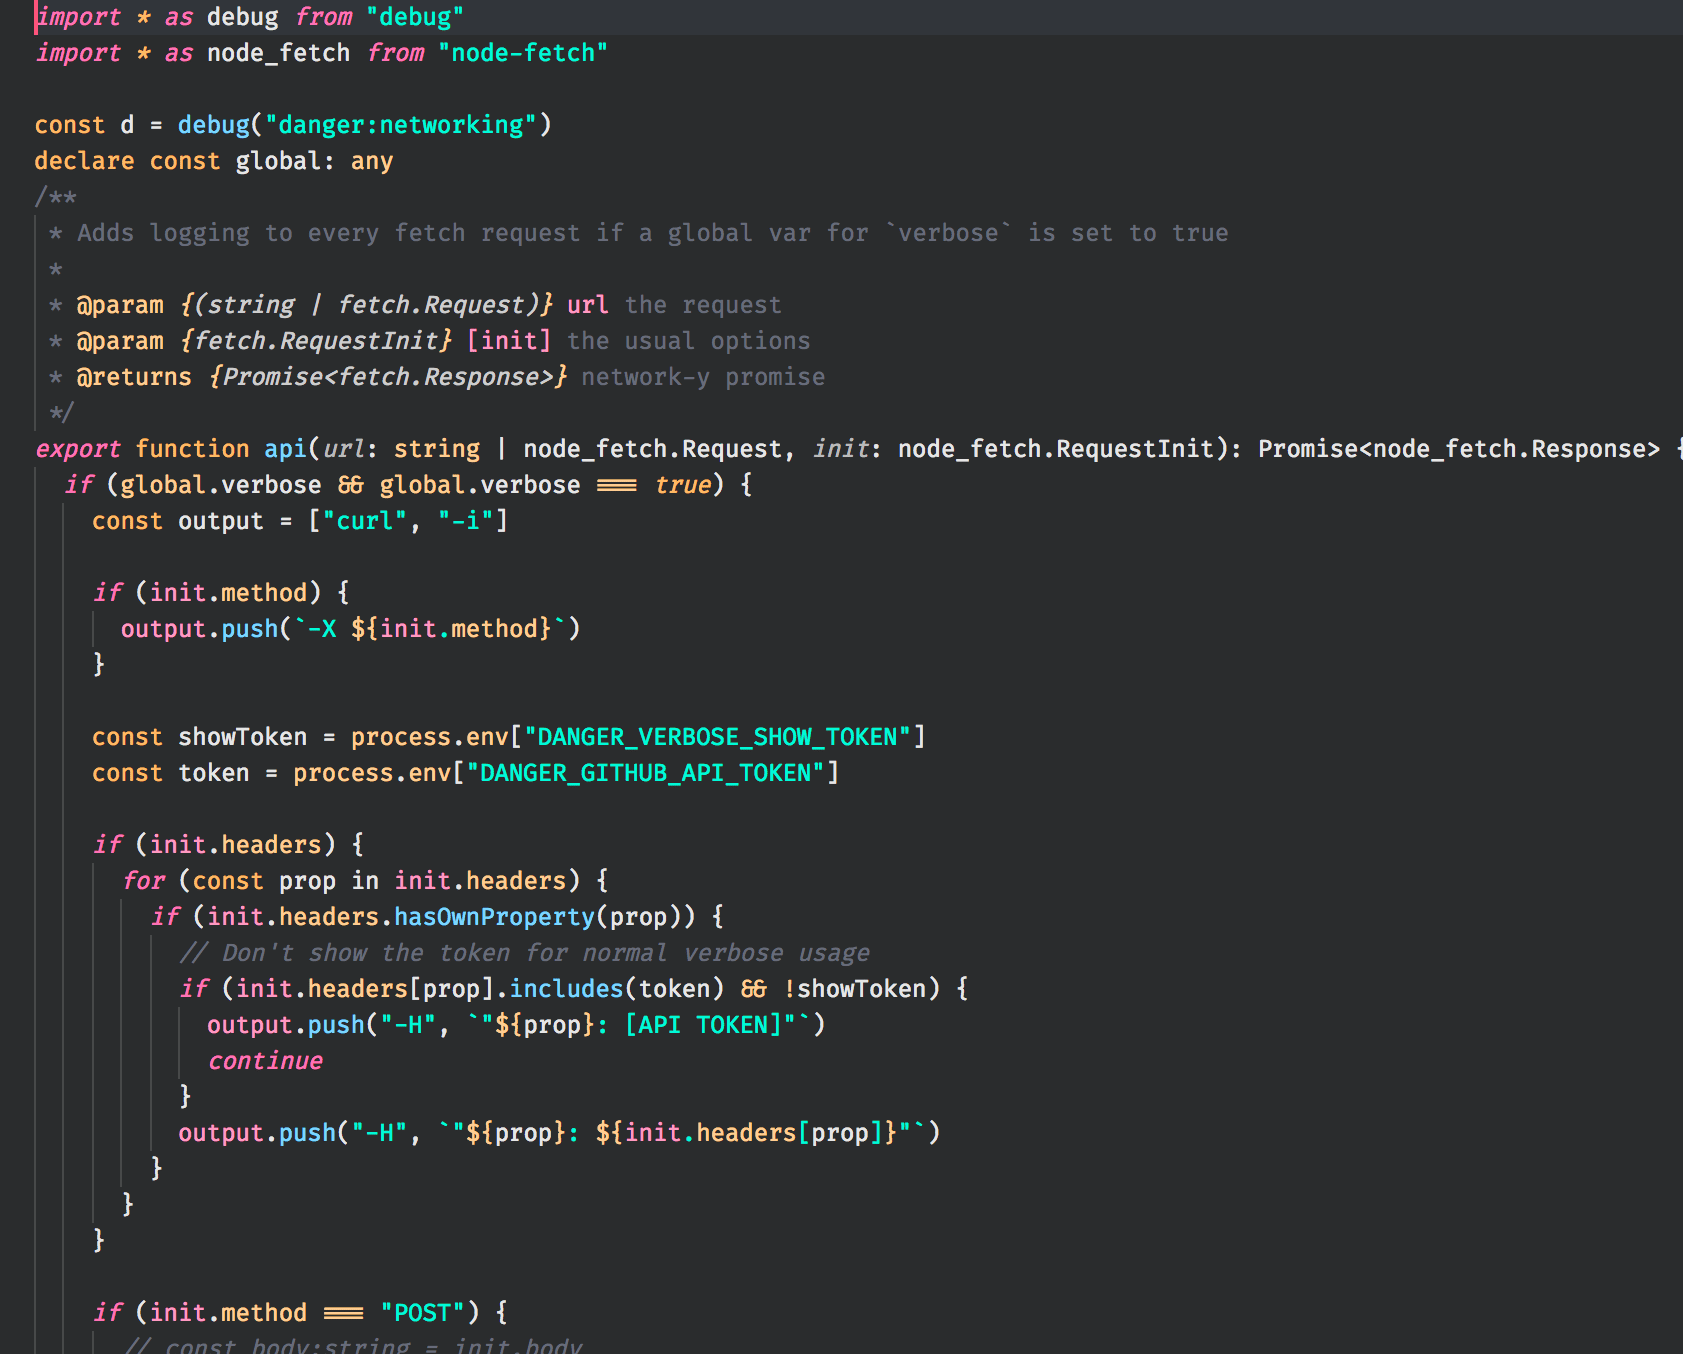 import * as debug from "debug"
import * as node_fetch from "node-fetch"

const d = debug("danger:networking")
declare const global: any
/**
 * Adds logging to every fetch request if a global var for `verbose` is set to true
 *
 * @param {(string | fetch.Request)} url the request
 * @param {fetch.RequestInit} [init] the usual options
 * @returns {Promise<fetch.Response>} network-y promise
 */
export function api(url: string | node_fetch.Request, init: node_fetch.RequestInit): Promise<node_fetch.Response> {
  if (global.verbose && global.verbose === true) {
    const output = ["curl", "-i"]

    if (init.method) {
      output.push(`-X ${init.method}`)
    }

    const showToken = process.env["DANGER_VERBOSE_SHOW_TOKEN"]
    const token = process.env["DANGER_GITHUB_API_TOKEN"]

    if (init.headers) {
      for (const prop in init.headers) {
        if (init.headers.hasOwnProperty(prop)) {
          // Don't show the token for normal verbose usage
          if (init.headers[prop].includes(token) && !showToken) {
            output.push("-H", `"${prop}: [API TOKEN]"`)
            continue
          }
          output.push("-H", `"${prop}: ${init.headers[prop]}"`)
        }
      }
    }

    if (init.method === "POST") {
      // const body:string = init.body